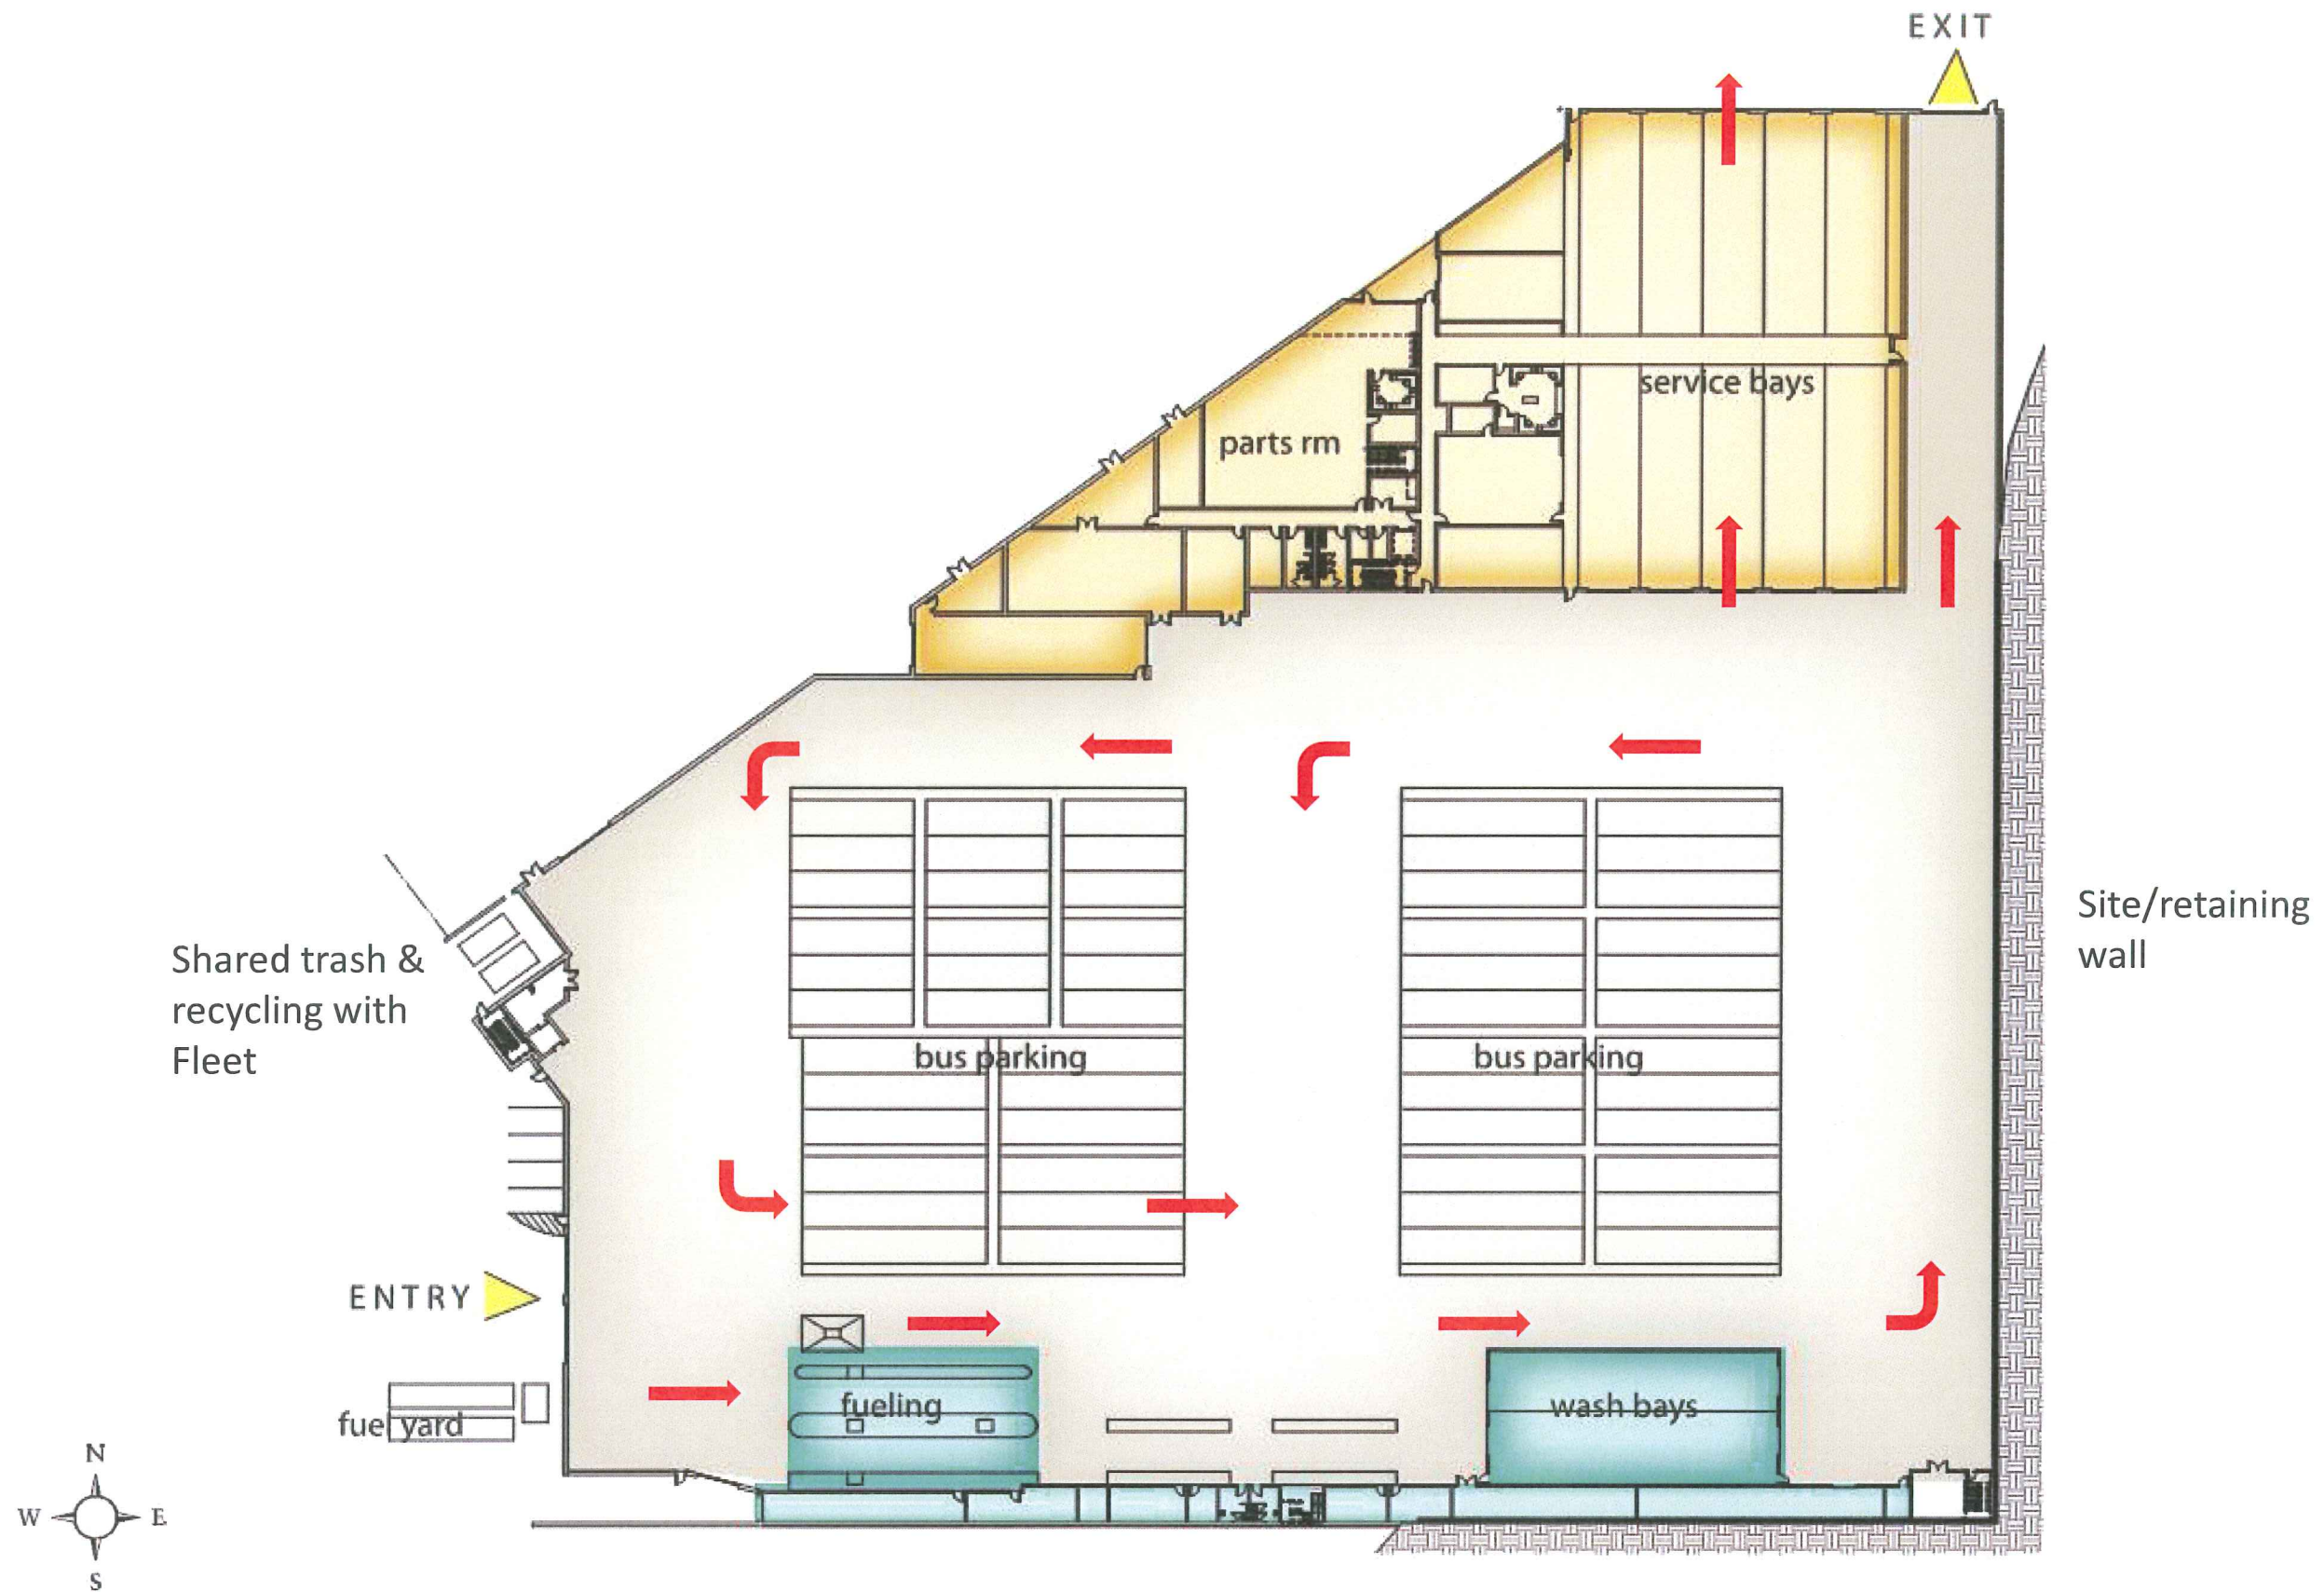 EXIT
service bays
parts rm
Site/retaining
wall
Shared trash &
recycling with
Fleet
bus parking
bus parking
ENTRY
fueling
wash bays
fuel yard
N
W
E
S